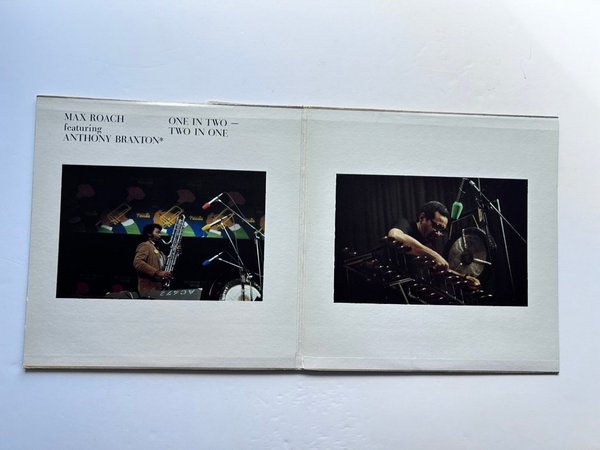 MAX ROACH
featuring
ANTHONY BRAXTON*
ONE IN TWO —
TWO IN ONE